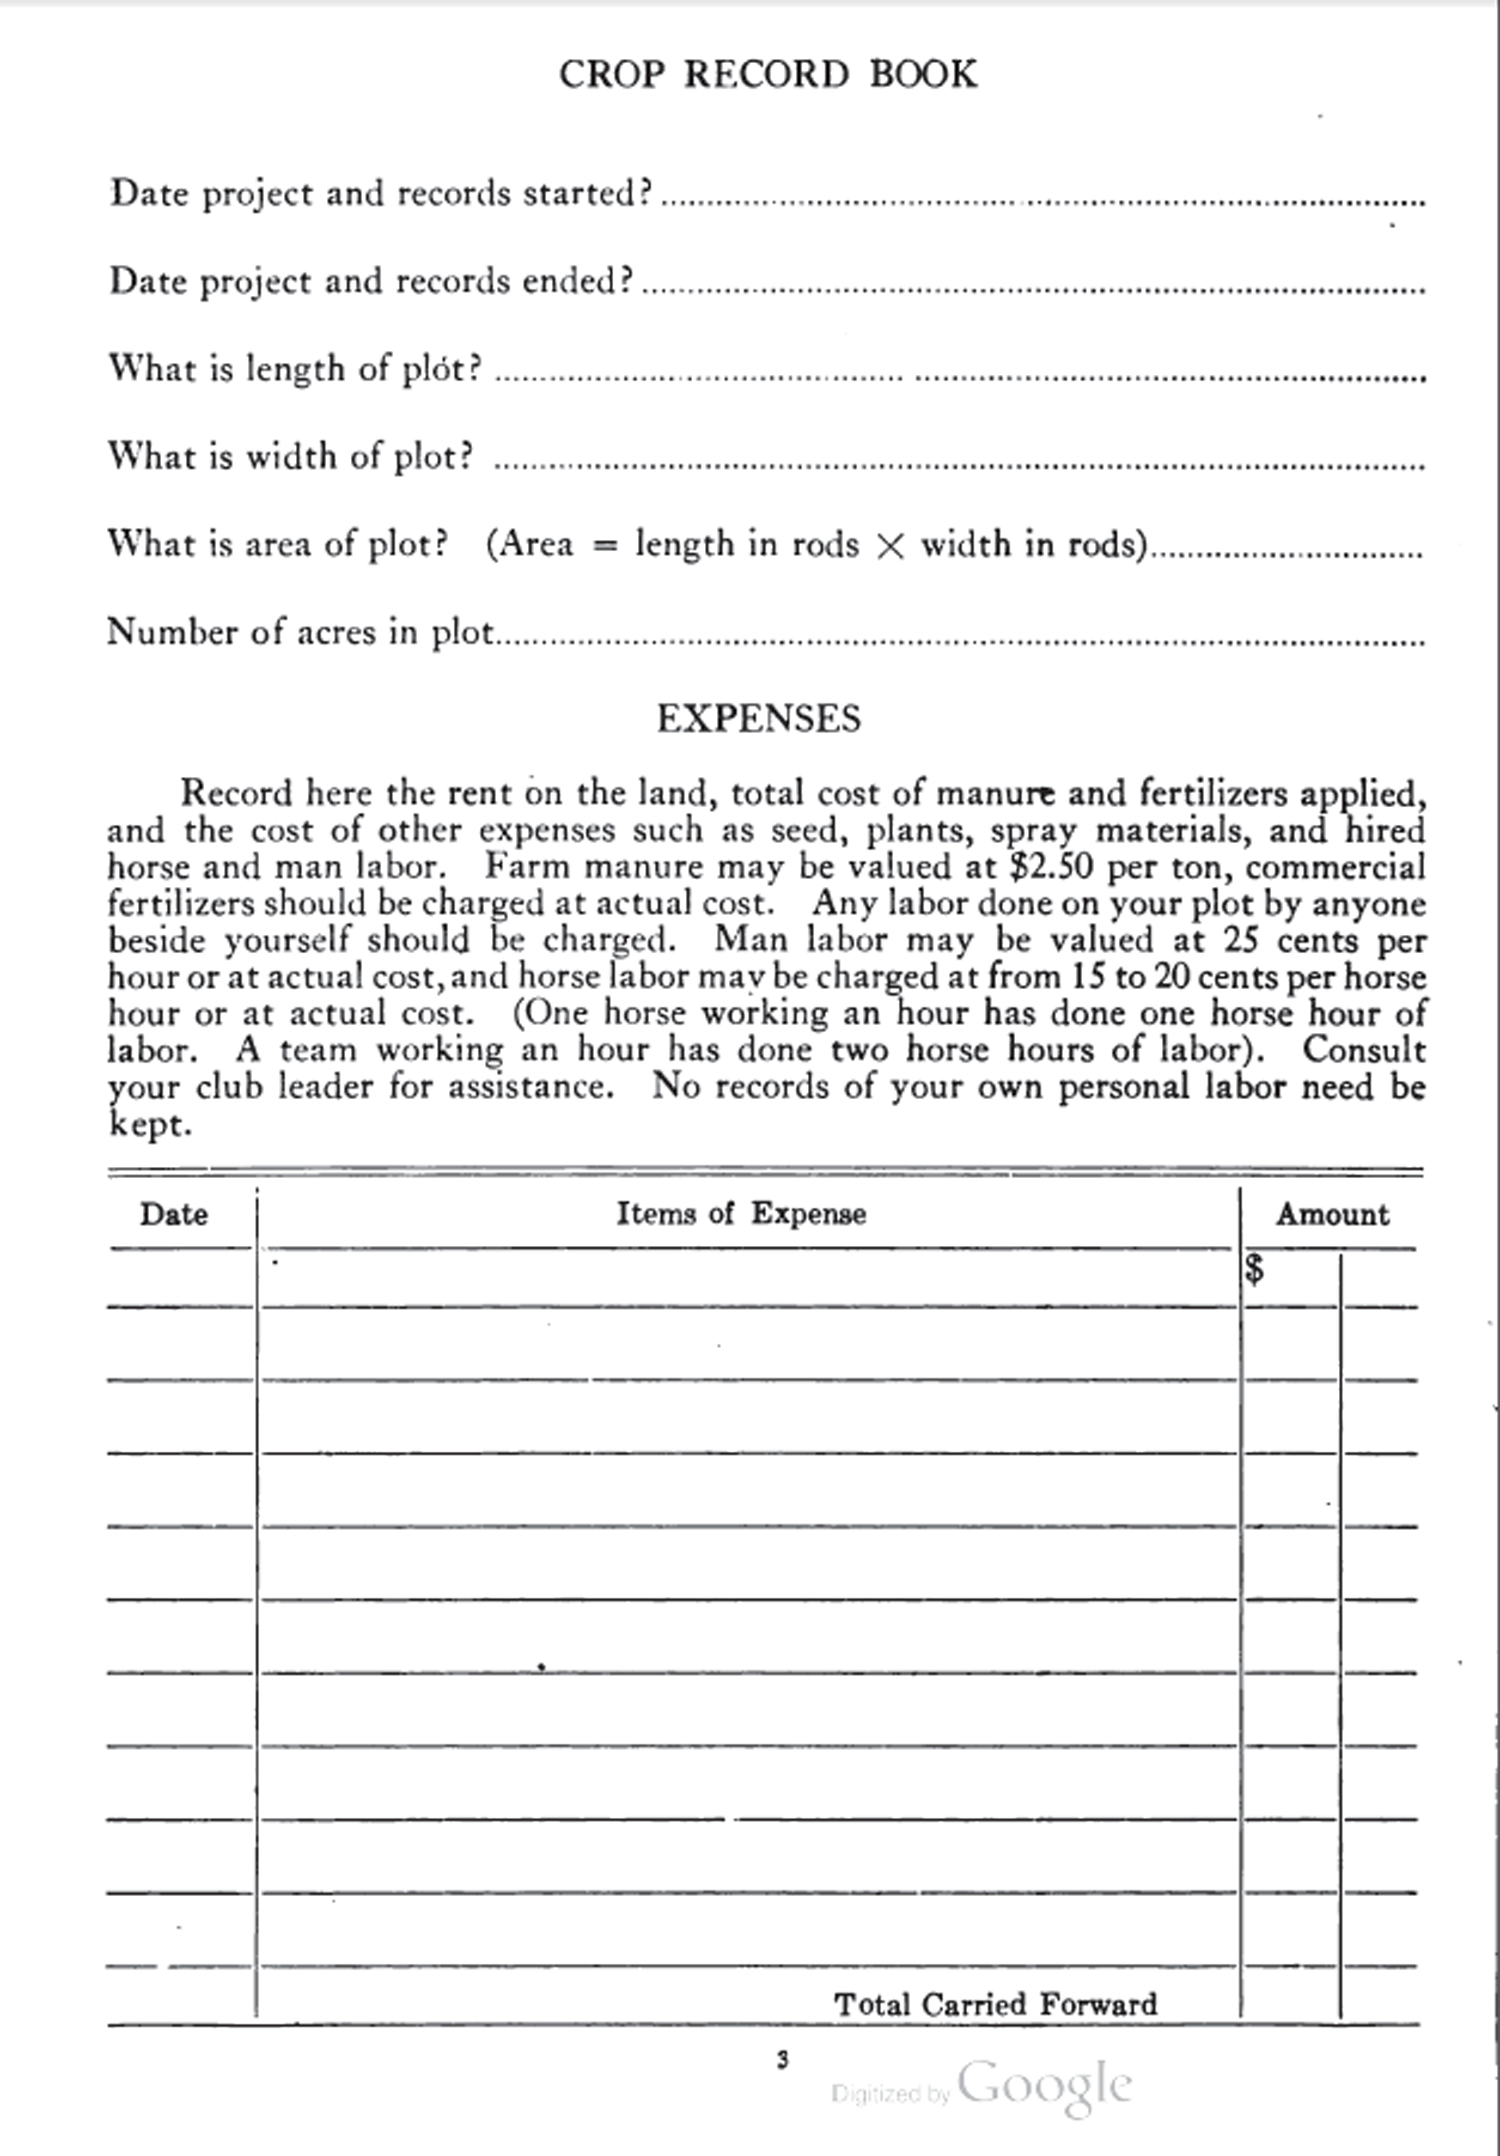 CROP RECORD BOOK
Date project and records started?
Date project and records ended?
What is length of plot?
What is width of plot?
What is area of plot? (Area = length in rods × width in rods)
Number of acres in plot
EXPENSES
Record here the rent on the land, total cost of manure and fertilizers applied,
and the cost of other expenses such as seed, plants, spray materials, and hired
horse and man labor. Farm manure may be valued at $2.50 per ton, commercial
fertilizers should be charged at actual cost. Any labor done on your plot by anyone
beside yourself should be charged. Man labor may be valued at 25 cents per
hour or at actual cost, and horse labor may be charged at from 15 to 20 cents per horse
hour or at actual cost. (One horse working an hour has done one horse hour of
labor. A team working an hour has done two horse hours of labor). Consult
your club leader for assistance. No records of your own personal labor need be
kept.
Date Items of Expense Amount
$
Total Carried Forward
3
Digitized by Google